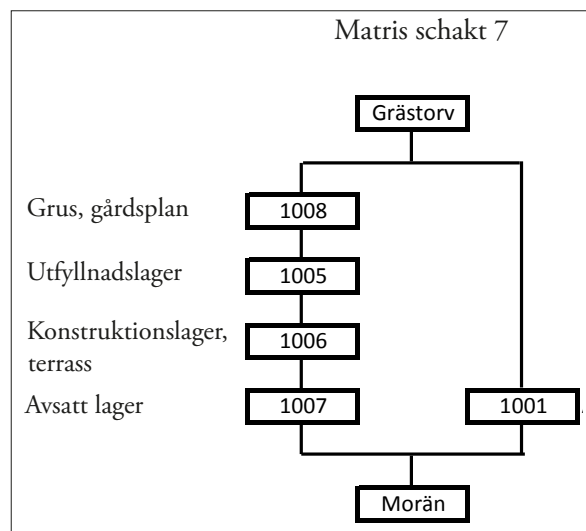 Matris schakt 7
Grästorv
Grus, gårdsplan
1008
Utfyllnadslager
1005
Konstruktionslager,
terrass
1006
Avsatt lager
1007
1001
Morän